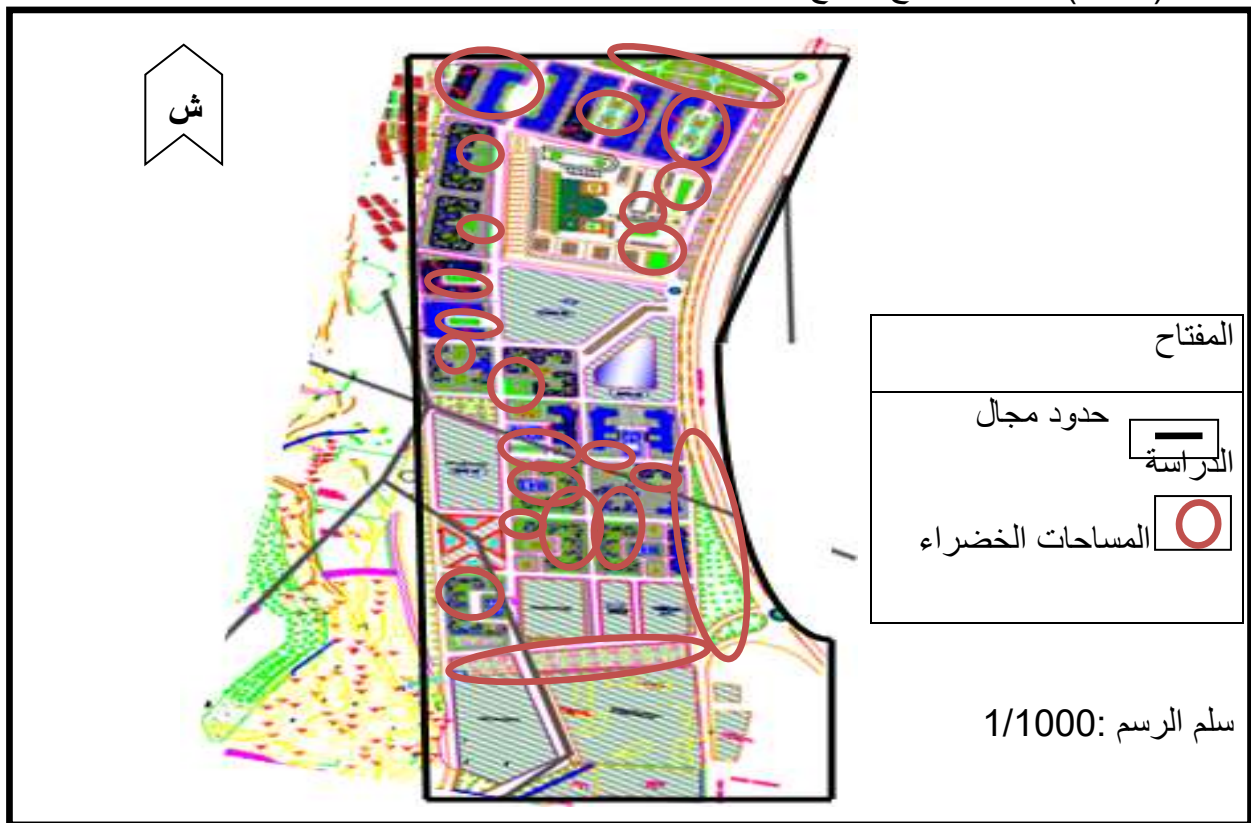 ش
المفتاح
حدود مجال
الدراسة
المساحات الخضراء
سلم الرسم :1/1000